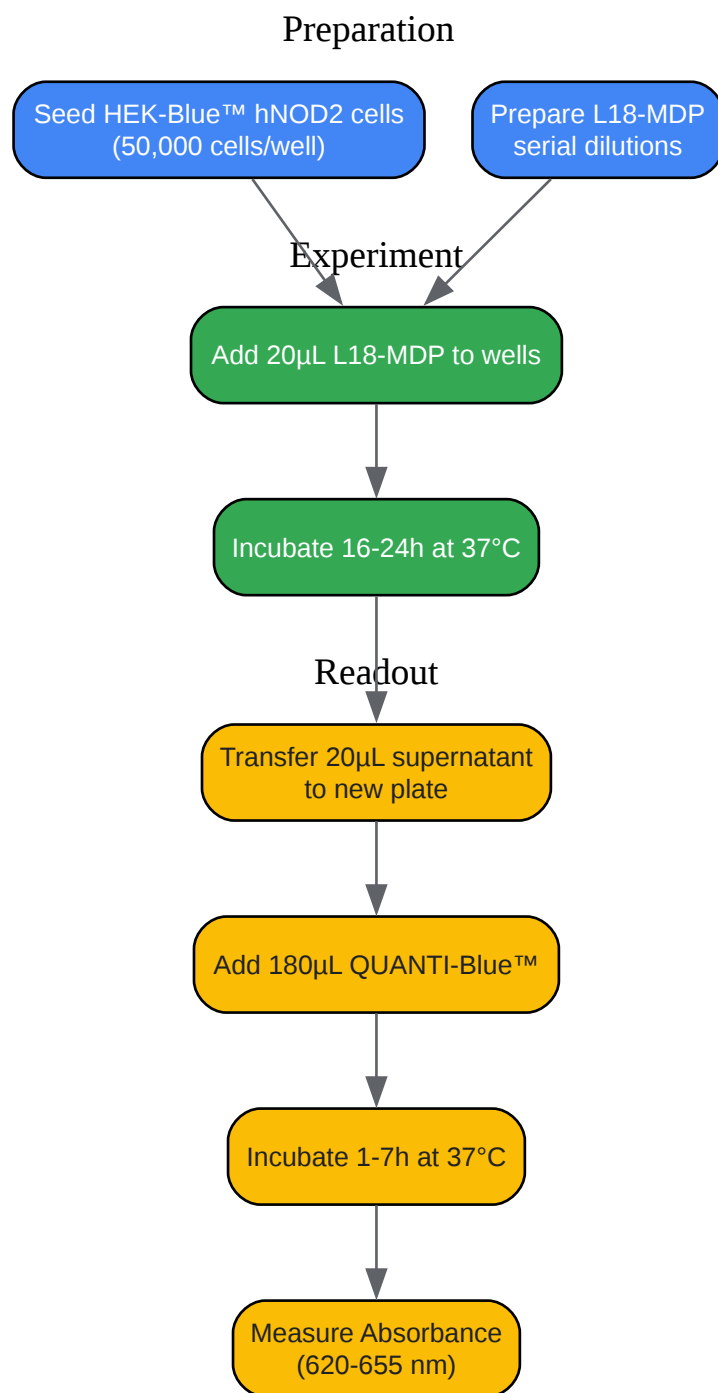 Preparation
Seed HEK-Blue™ hNOD2 cells
(50,000 cells/well)
Prepare L18-MDP
serial dilutions
Experiment
Add 20µL L18-MDP to wells
Incubate 16-24h at 37°C
Readout
Transfer 20µL supernatant
to new plate
Add 180µL QUANTI-Blue™
Incubate 1-7h at 37°C
Measure Absorbance
(620-655 nm)